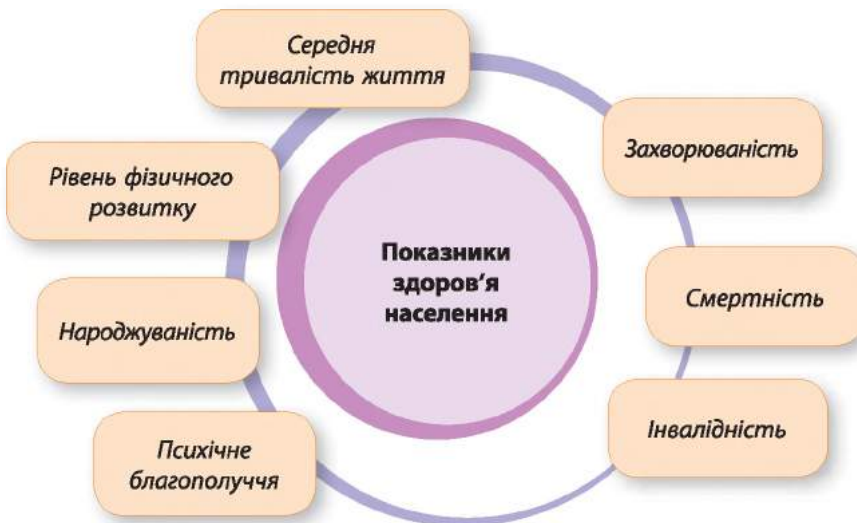 Середня
тривалість життя
Захворюваність
Рівень фізичного
розвитку
Показники
здоров'я
населення
Смертність
Народжуваність
Інвалідність
Психічне
благополуччя